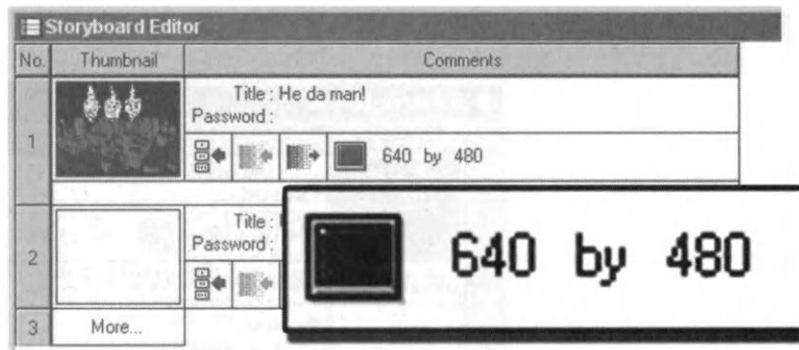 Storyboard Editor
No. Thumbnail Comments
1
Title : He da man!
Password :
640 by 480
2
Title :
Password :
640 by 480
3 More...